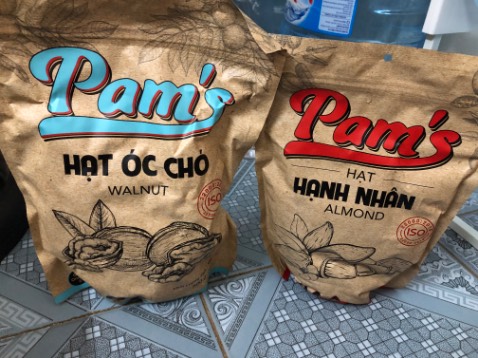 Pam's
HẠT ÓC CHÓ
WALNUT
ISO
Pam's
HẠT
HẠNH NHÂN
ALMOND
ISO